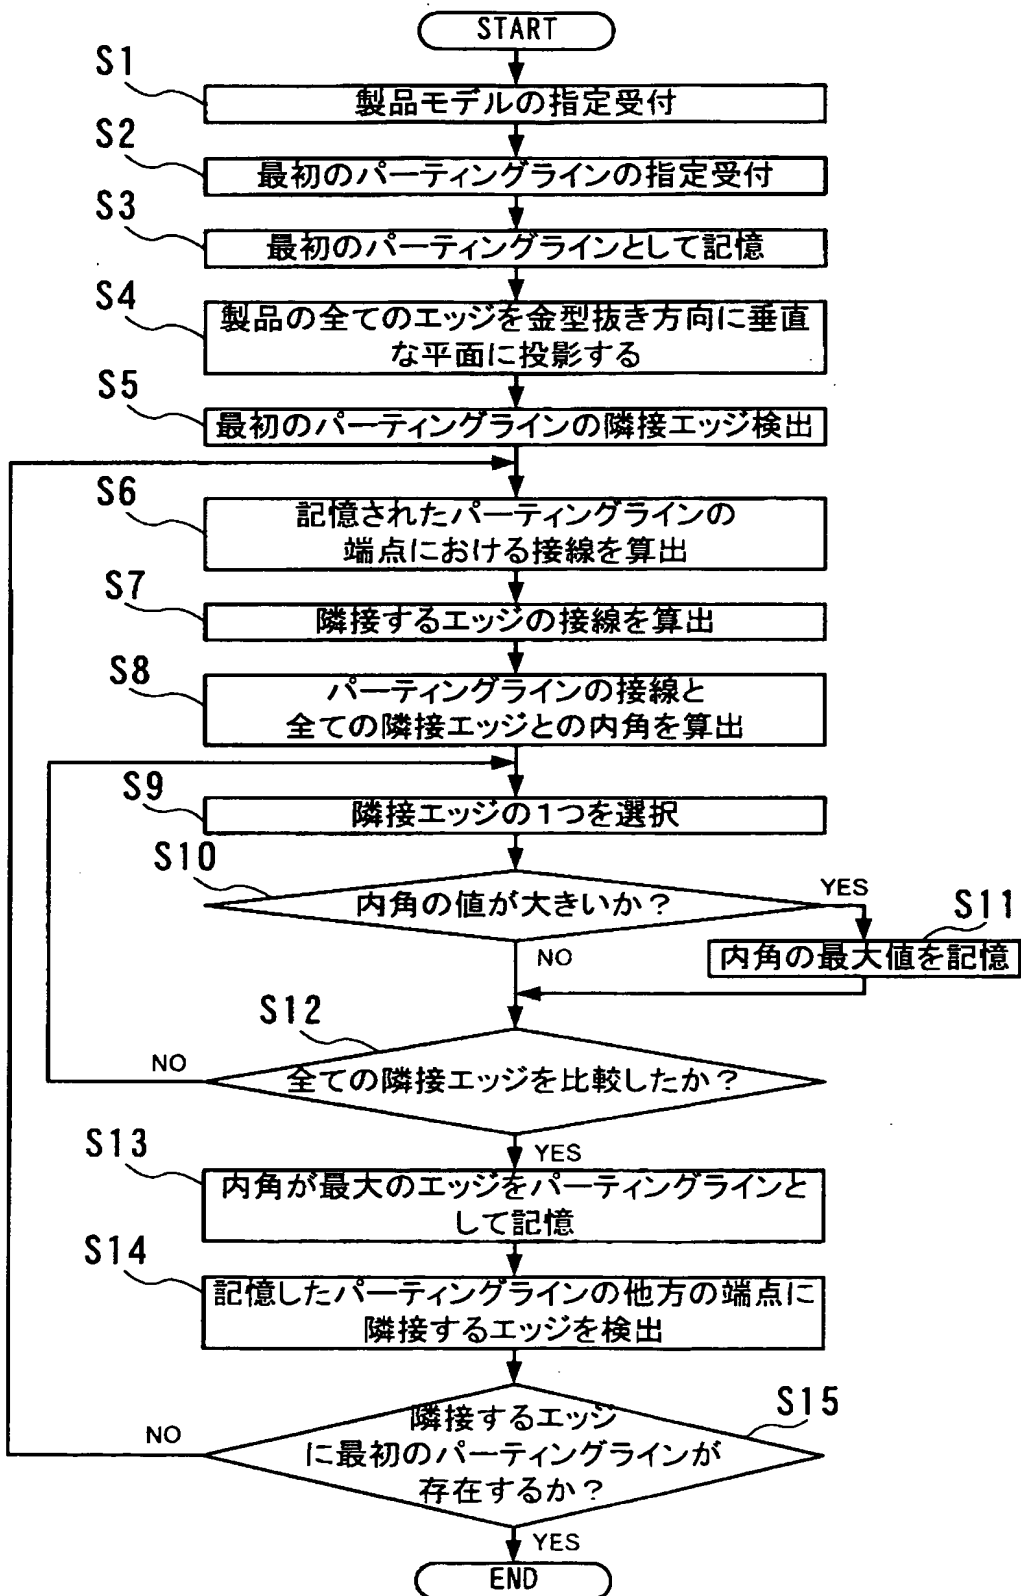 START
S1
製品モデルの指定受付
S2
最初のパーティングラインの指定受付
S3
最初のパーティングラインとして記憶
S4
製品の全てのエッジを金型抜き方向に垂直
な平面に投影する
S5
最初のパーティングラインの隣接エッジ検出
S6
記憶されたパーティングラインの
端点における接線を算出
S7
隣接するエッジの接線を算出
S8
パーティングラインの接線と
全ての隣接エッジとの内角を算出
S9
隣接エッジの1つを選択
S10
内角の値が大きいか?
YES
S11
内角の最大値を記憶
NO
S12
全ての隣接エッジを比較したか?
NO
YES
S13
内角が最大のエッジをパーティングラインと
して記憶
S14
記憶したパーティングラインの他方の端点に
隣接するエッジを検出
S15
隣接するエッジ
に最初のパーティングラインが
存在するか?
NO
YES
END